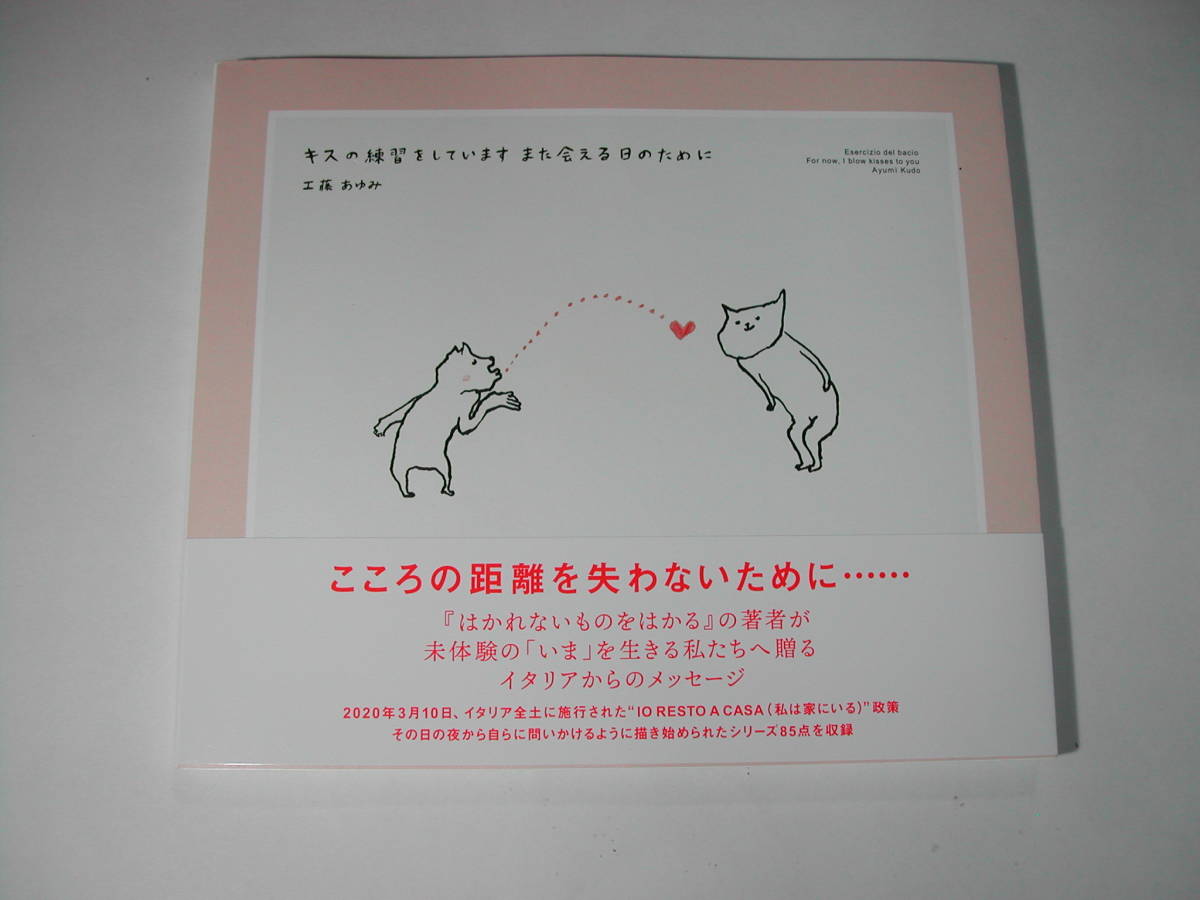 キスの練習をしています また会える日のために
工藤 あゆみ
Esercizio del bacio
For now, I blow kisses to you
Ayumi Kudo
こころの距離を失わないために……
『はかれないものをはかる』の著者が
未体験の「いま」を生きる私たちへ贈る
イタリアからのメッセージ
2020年3月10日、イタリア全土に施行された“IO RESTO A CASA（私は家にいる）”政策
その日の夜から自らに問いかけるように描き始められたシリーズ85点を収録